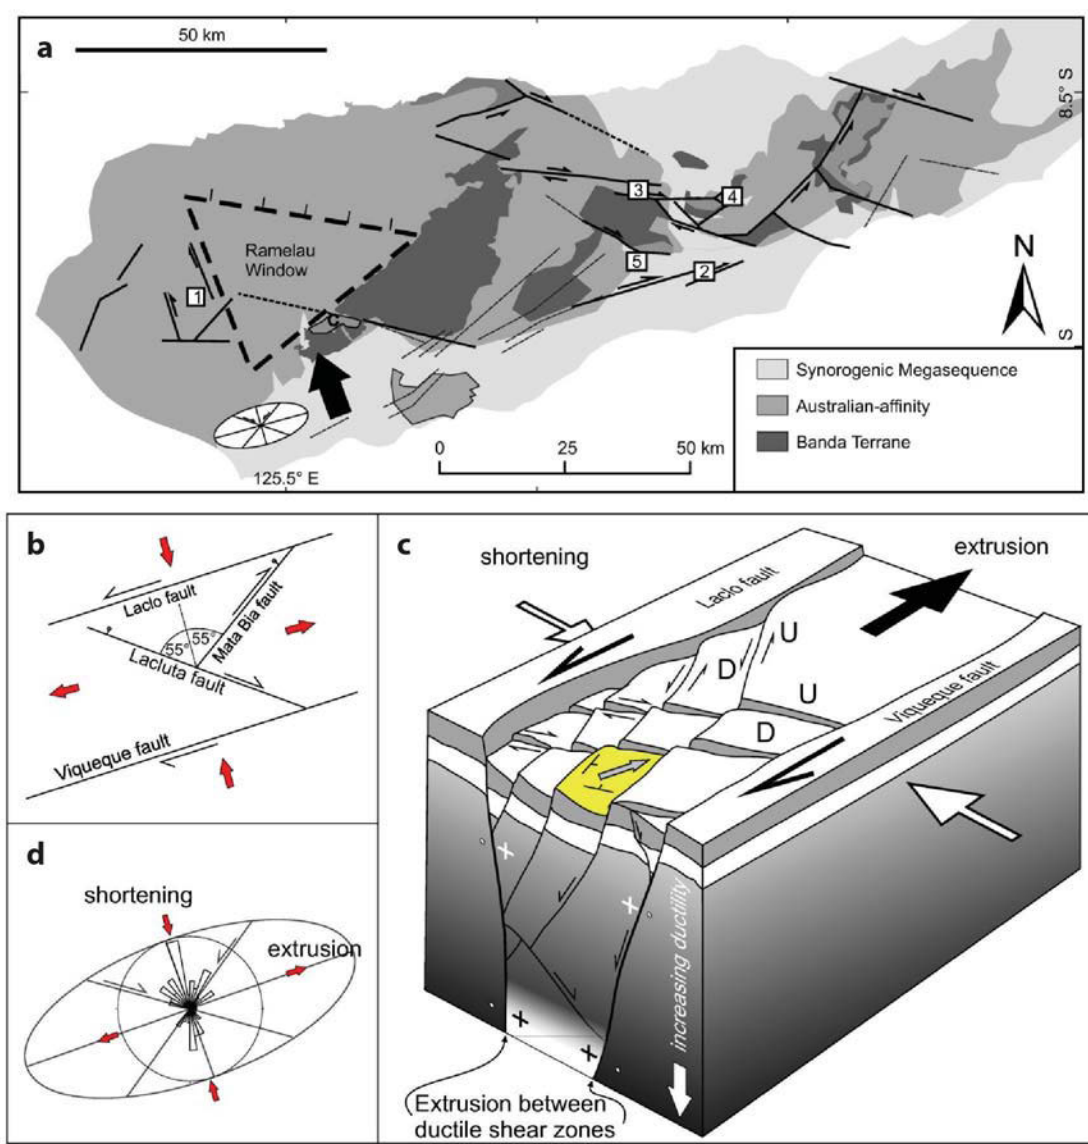 a
50 km
8.5° S
Ramelau
Window
1
3
4
5
2
C
N
S
Synorogenic Megasequence
Australian-affinity
Banda Terrane
0 25 50 km
125.5° E
b
Laclo fault
Mata Bia fault
55° 55°
Lacluta fault
Viqueque fault
c
shortening
extrusion
Laclo fault
U
D
U
D
Viqueque fault
increasing ductility
Extrusion between
ductile shear zones
d
shortening
extrusion